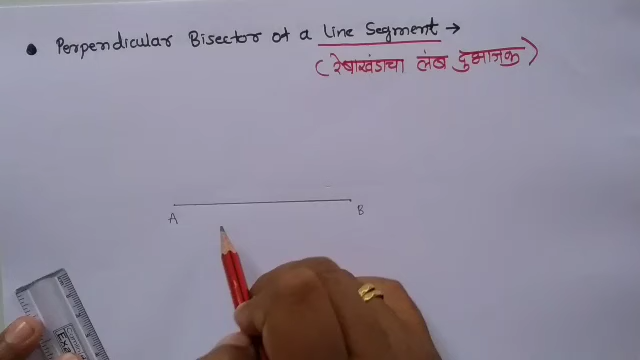 • Perpendicular Bisector of a Line Segment →
(रेषाखंडाचा लंब दुभाजक)
A B